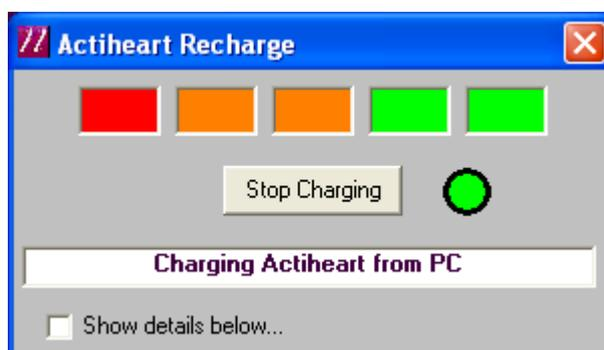 Actiheart Recharge
Stop Charging
Charging Actiheart from PC
Show details below...